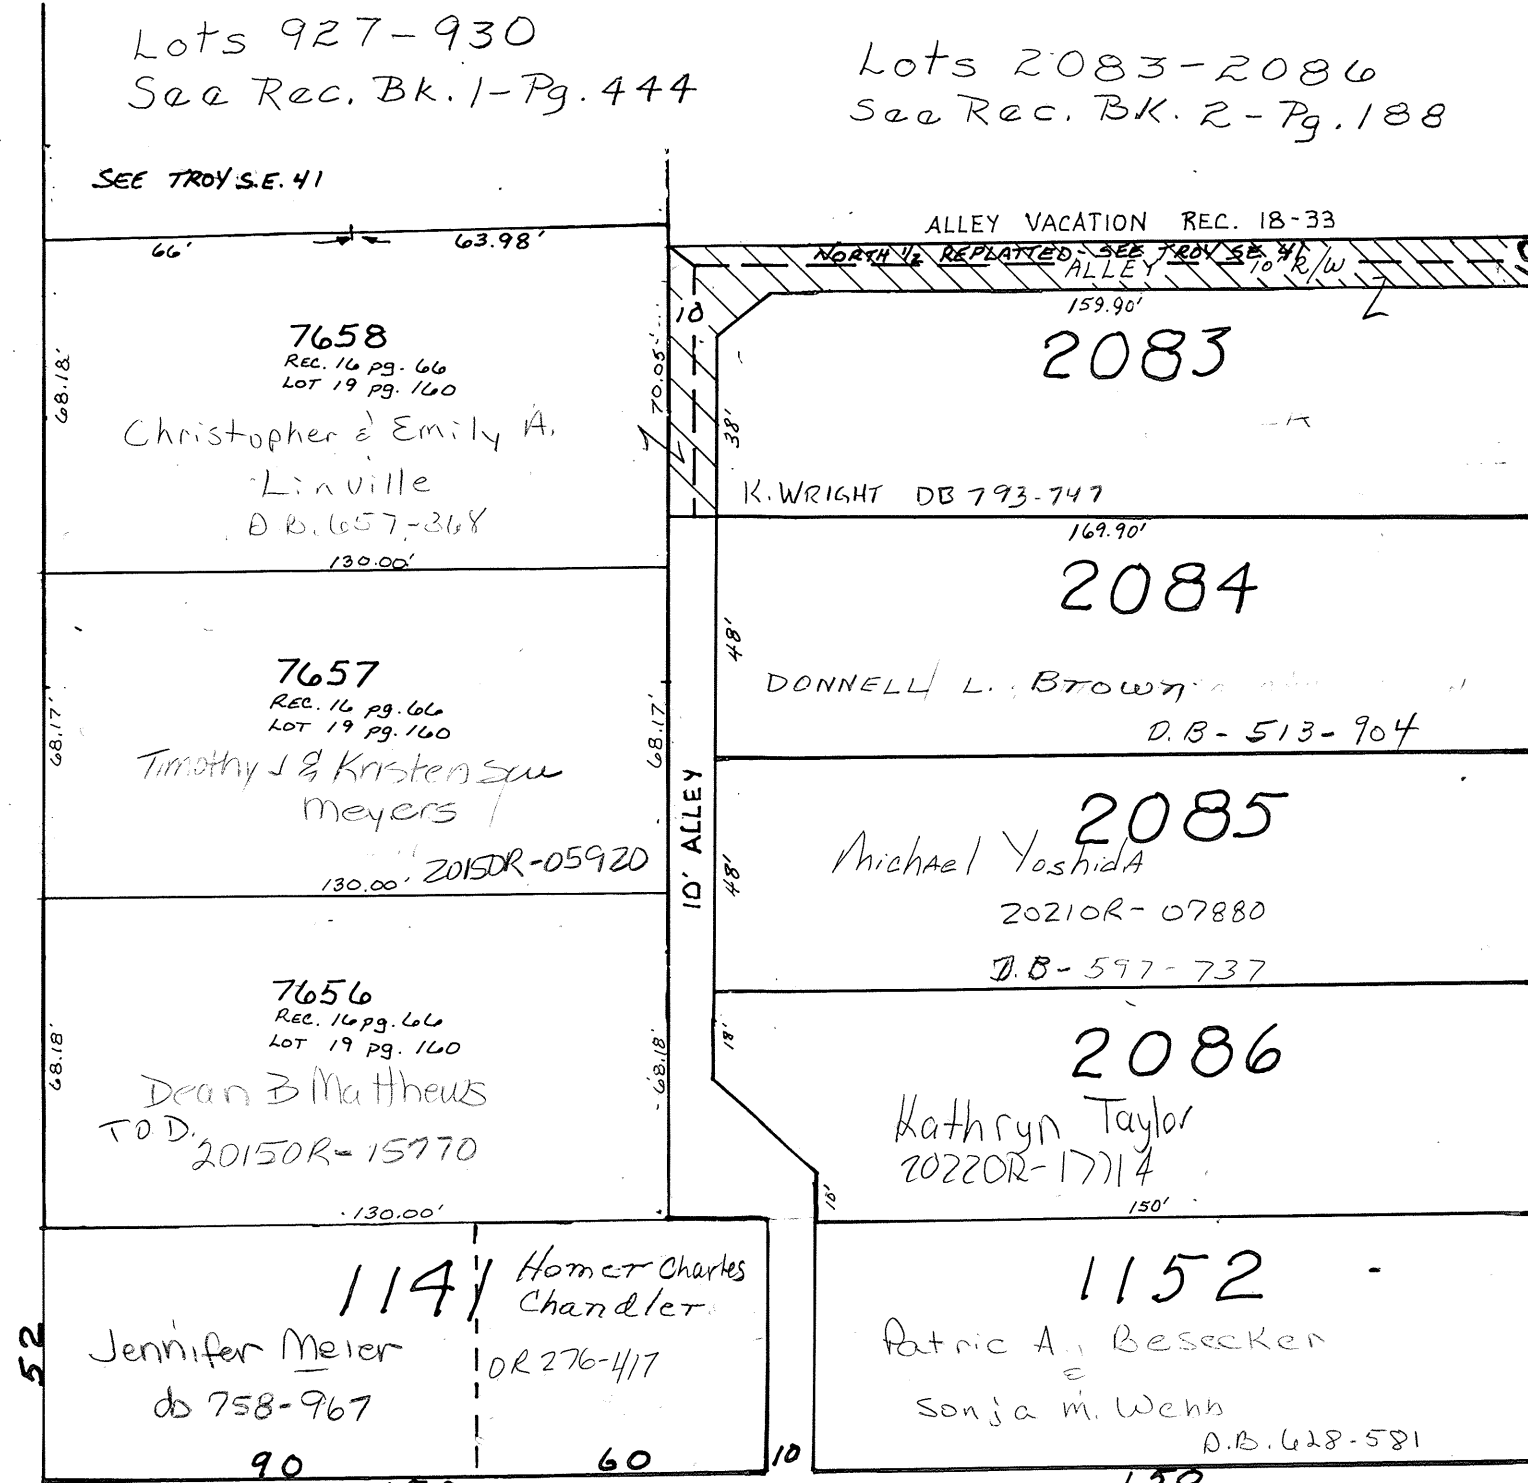 Lots 927-930
See Rec. Bk. 1-Pg. 444
Lots 2083-2086
See Rec. BK. 2-Pg. 188
SEE TROY S.E. 41
66'
63.98'
ALLEY VACATION REC. 18-33
NORTH 1/2 REPLATTED - SEE TROY SE 41
ALLEY 10' R/W
159.90'
7658
REC. 16 pg. 66
LOT 19 pg. 160
68.18'
70.05'
10
38'
Christopher & Emily A.
Linville
D.B. 657-368
130.00'
2083
K. WRIGHT DB 793-747
169.90'
2084
48'
DONNELL L. Brown
D.B - 513-904
7657
REC. 16 pg. 66
LOT 19 pg. 160
68.17'
68.17'
Timothy J & Kristen Sue
Meyers
2015OR-05920
130.00'
10' ALLEY
2085
48'
Michael Yoshida
2021OR-07880
D.B - 597-737
7656
REC. 16 pg. 66
LOT 19 pg. 160
68.18'
68.18'
Dean B Matthews
T.O.D.
2015OR-15770
130.00'
2086
18'
Kathryn Taylor
2022OR-17714
10'
150'
1141
52
Jennifer Meier
db 758-967
90
Homer Charles
Chandler
OR 276-417
60
10
1152
Patric A. Besecker
&
Sonja M. Webb
D.B. 628-581
150